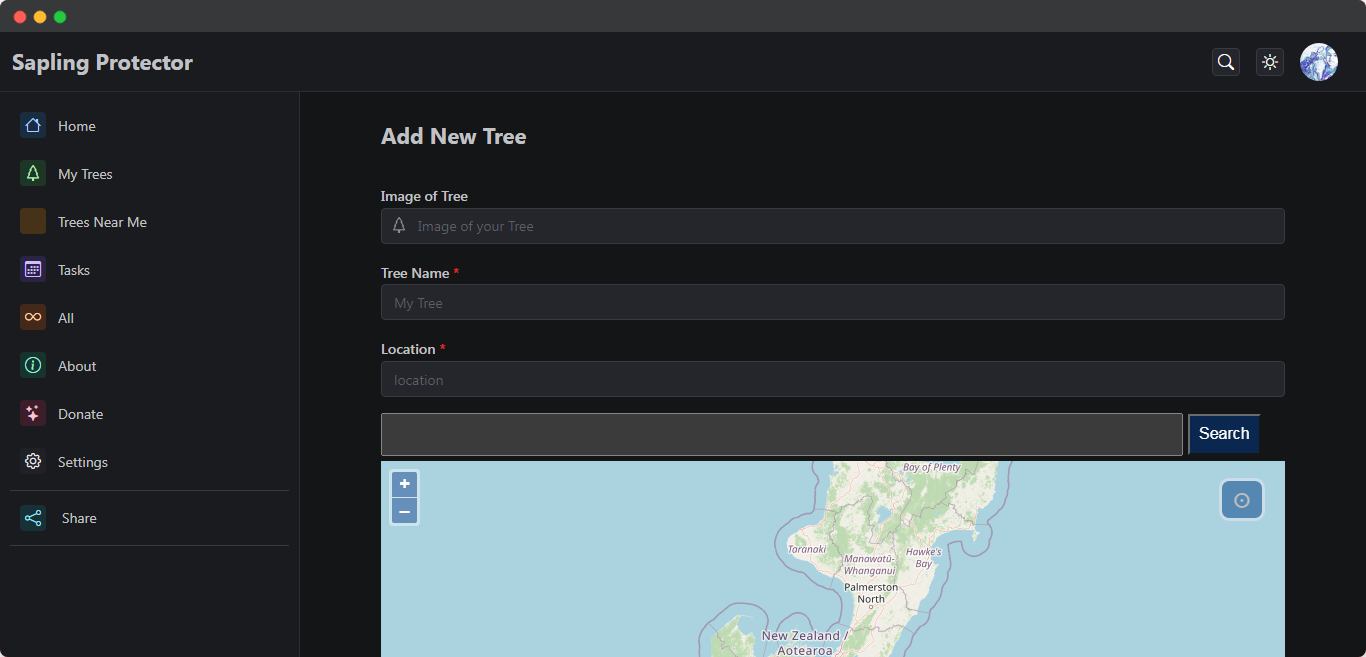 Sapling Protector
Home
My Trees
Trees Near Me
Tasks
All
About
Donate
Settings
Share
Add New Tree
Image of Tree
Image of your Tree
Tree Name *
My Tree
Location *
location
Search
+
−
Bay of Plenty
Taranaki
Hawke's
Bay
Manawatū-
Whanganui
Palmerston
North
New Zealand /
Aotearoa